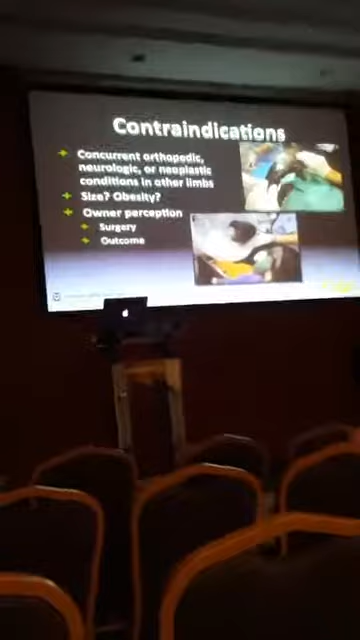 Contraindications
Concurrent orthopedic,
neurologic, or neoplastic
conditions in other limbs
Size? Obesity?
Owner perception
Surgery
Outcome